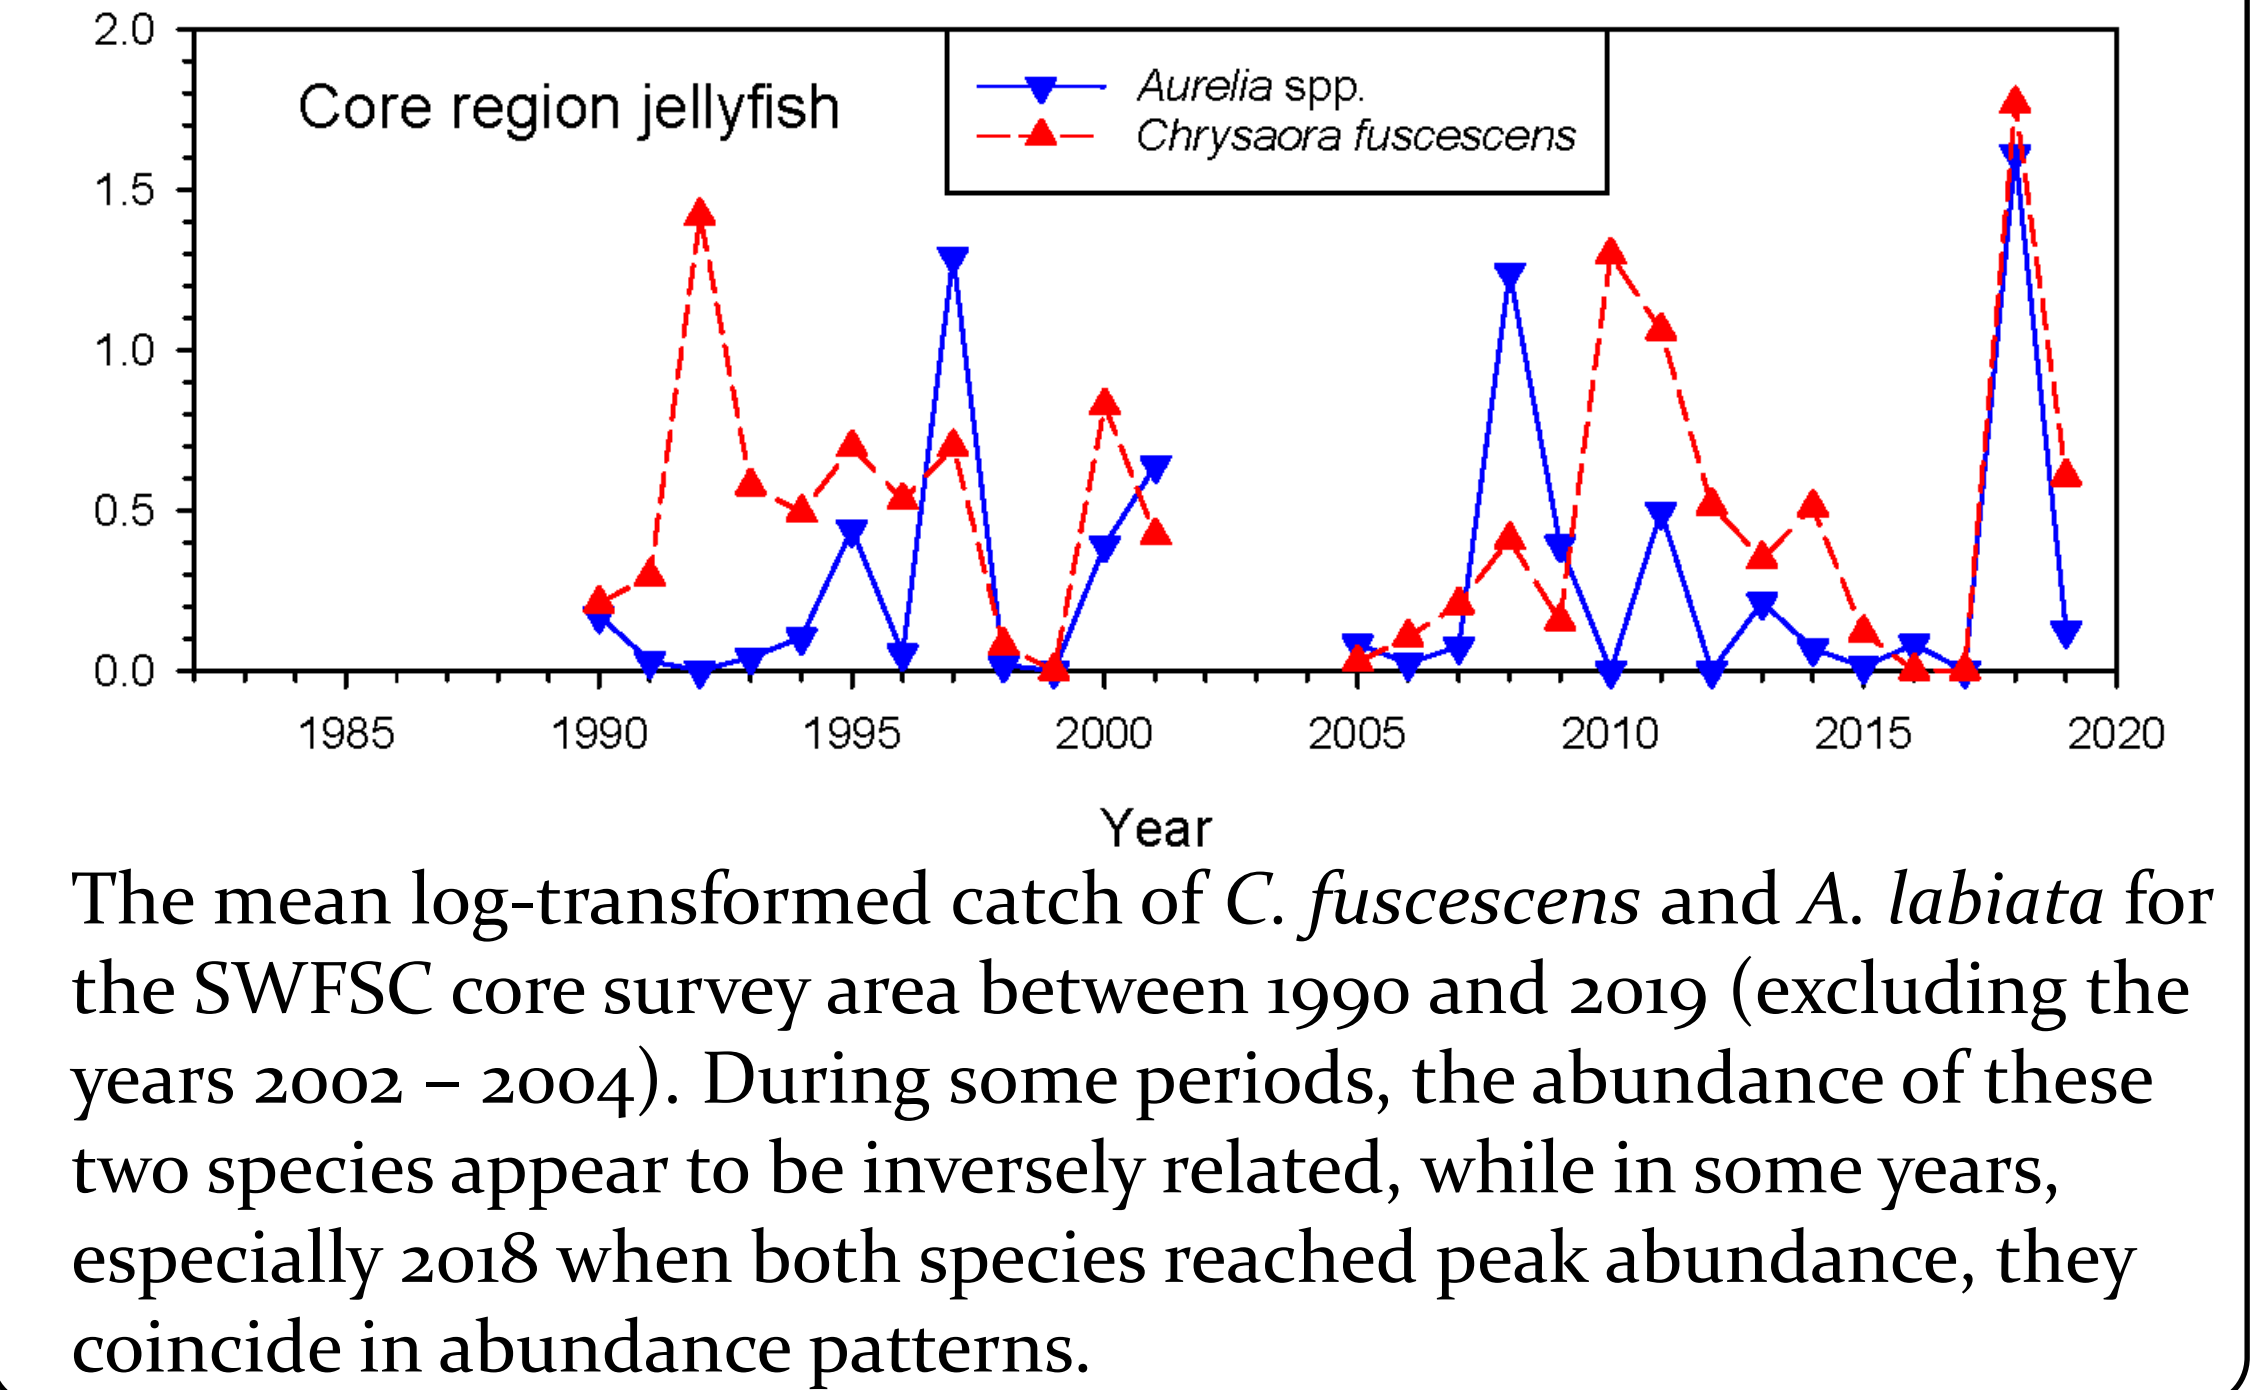 2.0
Core region jellyfish
Aurelia spp.
Chrysaora fuscescens
1.5
1.0
0.5
0.0
1985 1990 1995 2000 2005 2010 2015 2020
Year
The mean log-transformed catch of C. fuscescens and A. labiata for
the SWFSC core survey area between 1990 and 2019 (excluding the
years 2002 – 2004). During some periods, the abundance of these
two species appear to be inversely related, while in some years,
especially 2018 when both species reached peak abundance, they
coincide in abundance patterns.